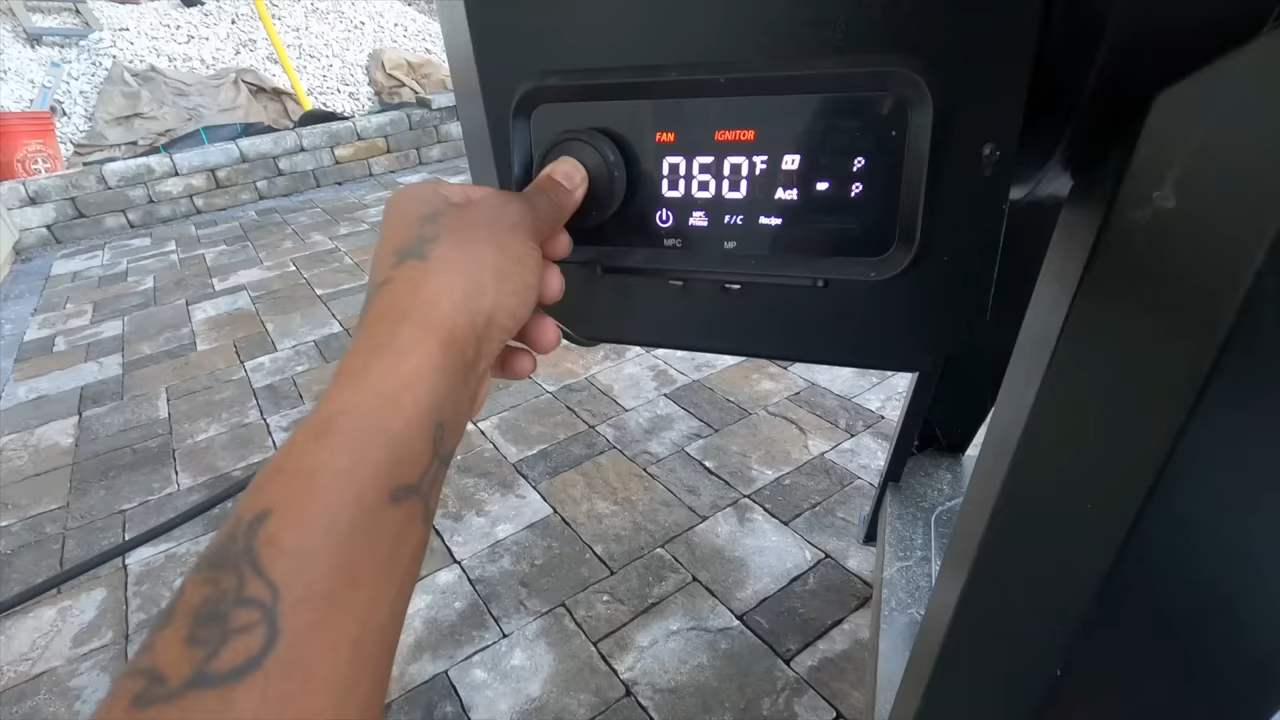 FAN IGNITOR
060°F
Act
P
P
MPC Prime F/C Recipe
MPC MP